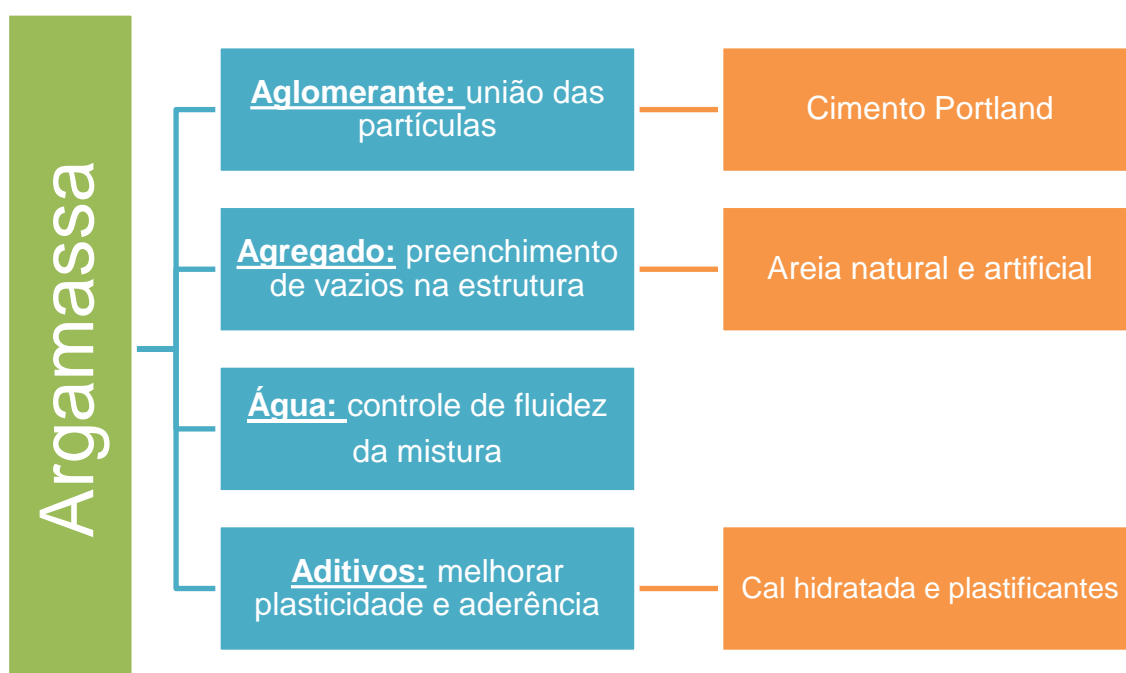 Argamassa
Aglomerante: união das
partículas
Cimento Portland
Agregado: preenchimento
de vazios na estrutura
Areia natural e artificial
Água: controle de fluidez
da mistura
Aditivos: melhorar
plasticidade e aderência
Cal hidratada e plastificantes